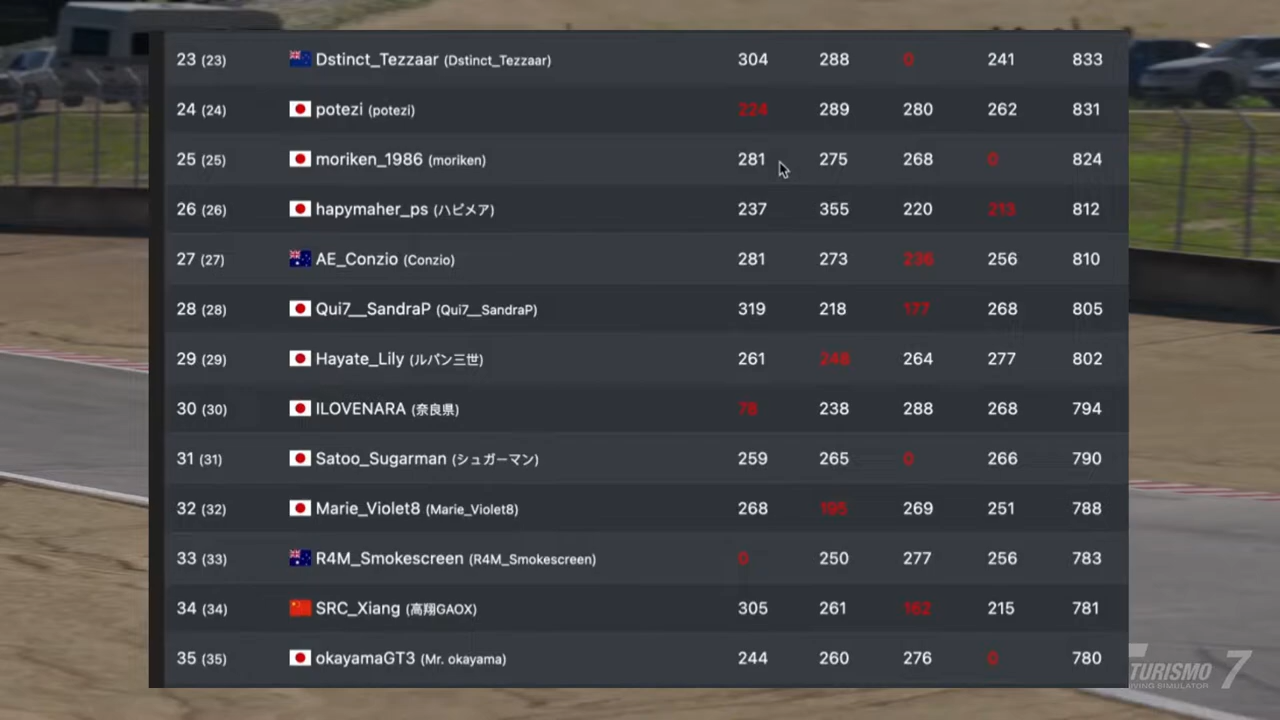 23 (23) Dstinct_Tezzaar (Dstinct_Tezzaar) 304 288 0 241 833
24 (24) potezi (potezi) 224 289 280 262 831
25 (25) moriken_1986 (moriken) 281 275 268 0 824
26 (26) hapymaher_ps (ハピメア) 237 355 220 213 812
27 (27) AE_Conzio (Conzio) 281 273 236 256 810
28 (28) Qui7__SandraP (Qui7__SandraP) 319 218 177 268 805
29 (29) Hayate_Lily (ルパン三世) 261 248 264 277 802
30 (30) ILOVENARA (奈良県) 78 238 288 268 794
31 (31) Satoo_Sugarman (シュガーマン) 259 265 0 266 790
32 (32) Marie_Violet8 (Marie_Violet8) 268 195 269 251 788
33 (33) R4M_Smokescreen (R4M_Smokescreen) 0 250 277 256 783
34 (34) SRC_Xiang (高翔GAOX) 305 261 162 215 781
35 (35) okayamaGT3 (Mr. okayama) 244 260 276 0 780
TURISMO 7
VING SIMULATOR